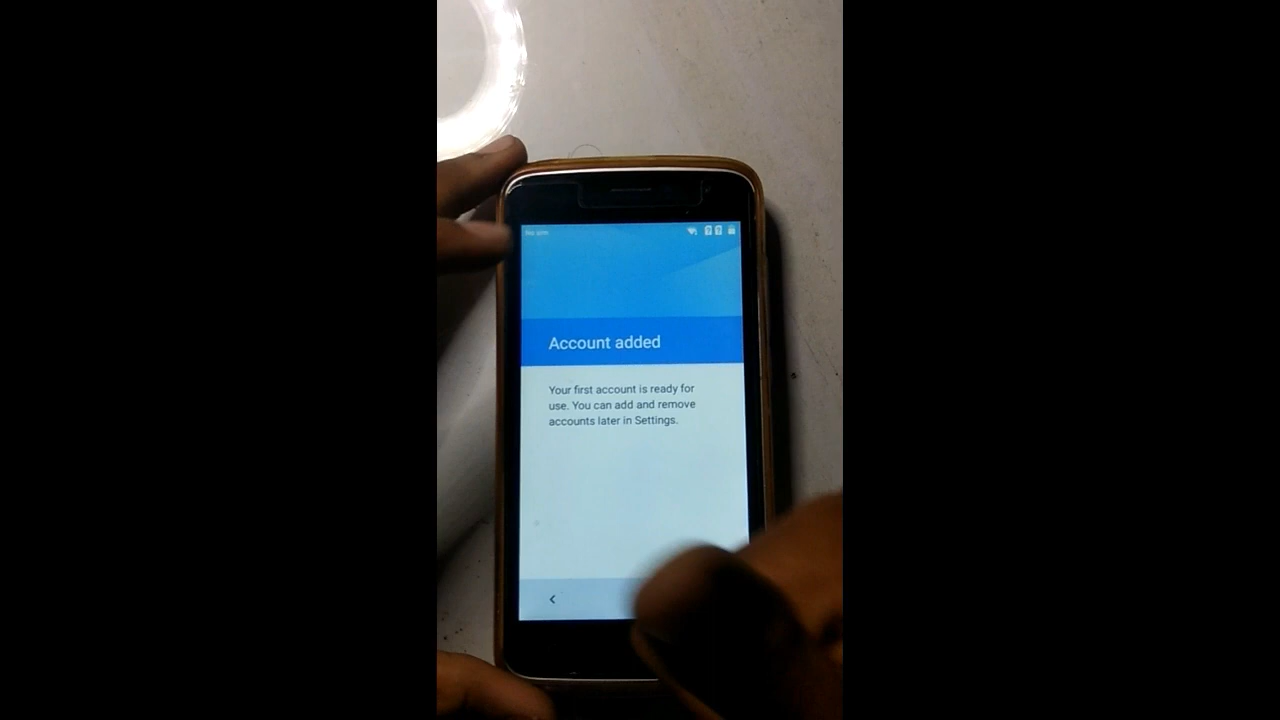 No sim
Account added
Your first account is ready for
use. You can add and remove
accounts later in Settings.